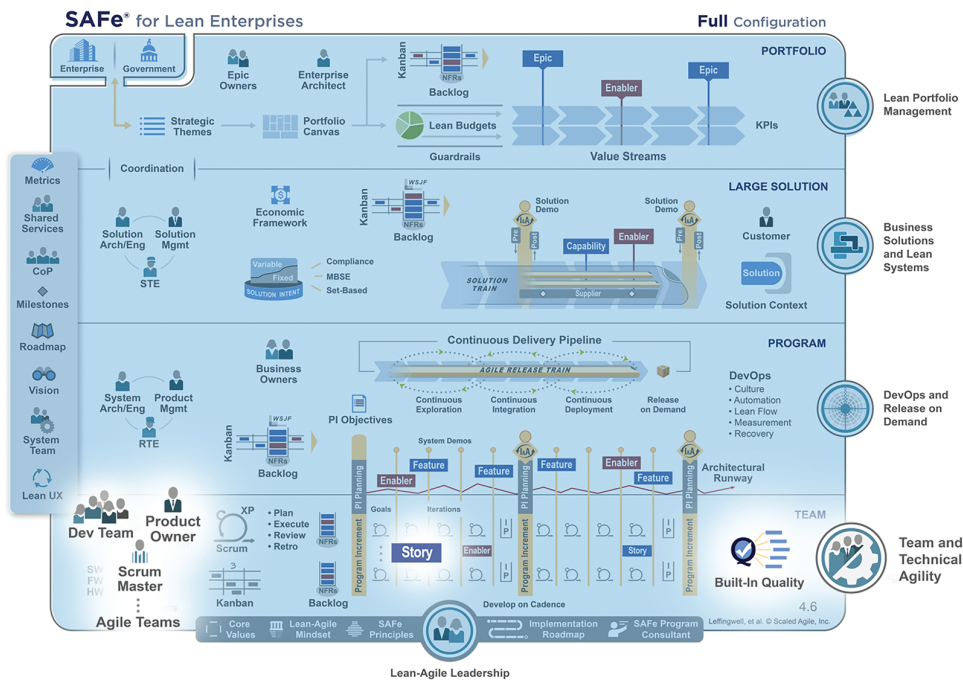 SAFe® for Lean Enterprises
Full Configuration
PORTFOLIO
Enterprise
Government
Epic
Owners
Enterprise
Architect
Kanban
NFRs
Backlog
Epic
Enabler
Epic
Strategic
Themes
Portfolio
Canvas
Lean Budgets
Guardrails
Value Streams
KPIs
Lean Portfolio
Management
Coordination
LARGE SOLUTION
Metrics
Shared
Services
CoP
Milestones
Roadmap
Vision
System
Team
Lean UX
Solution
Arch/Eng
Solution
Mgmt
STE
Economic
Framework
Kanban
WSJF
NFRs
Backlog
Variable
Fixed
SOLUTION INTENT
Compliance
MBSE
Set-Based
Solution
Demo
I&A
Pre
Post
Capability
Enabler
Solution
Demo
I&A
Pre
Post
SOLUTION
TRAIN
Supplier
Customer
Solution
Solution Context
Business
Solutions
and Lean
Systems
PROGRAM
Continuous Delivery Pipeline
AGILE RELEASE TRAIN
Continuous
Exploration
Continuous
Integration
Continuous
Deployment
Release
on Demand
Business
Owners
DevOps
• Culture
• Automation
• Lean Flow
• Measurement
• Recovery
DevOps and
Release on
Demand
System
Arch/Eng
Product
Mgmt
RTE
PI Objectives
Kanban
WSJF
NFRs
Backlog
System Demos
PI Planning
Enabler
Feature
Feature
I&A
PI Planning
Feature
Enabler
Feature
I&A
PI Planning
Architectural
Runway
TEAM
Dev Team
Product
Owner
Scrum
Master
Agile Teams
SW
FW
HW
XP
Scrum
• Plan
• Execute
• Review
• Retro
Kanban
3
NFRs
NFRs
Backlog
Goals
Iterations
Program Increment
Story
Enabler
I P
I P
Program Increment
Story
I P
I P
Program Increment
Built-In Quality
Team and
Technical
Agility
Develop on Cadence
4.6
Leffingwell, et al. © Scaled Agile, Inc.
Core
Values
Lean-Agile
Mindset
SAFe
Principles
Implementation
Roadmap
SAFe Program
Consultant
Lean-Agile Leadership